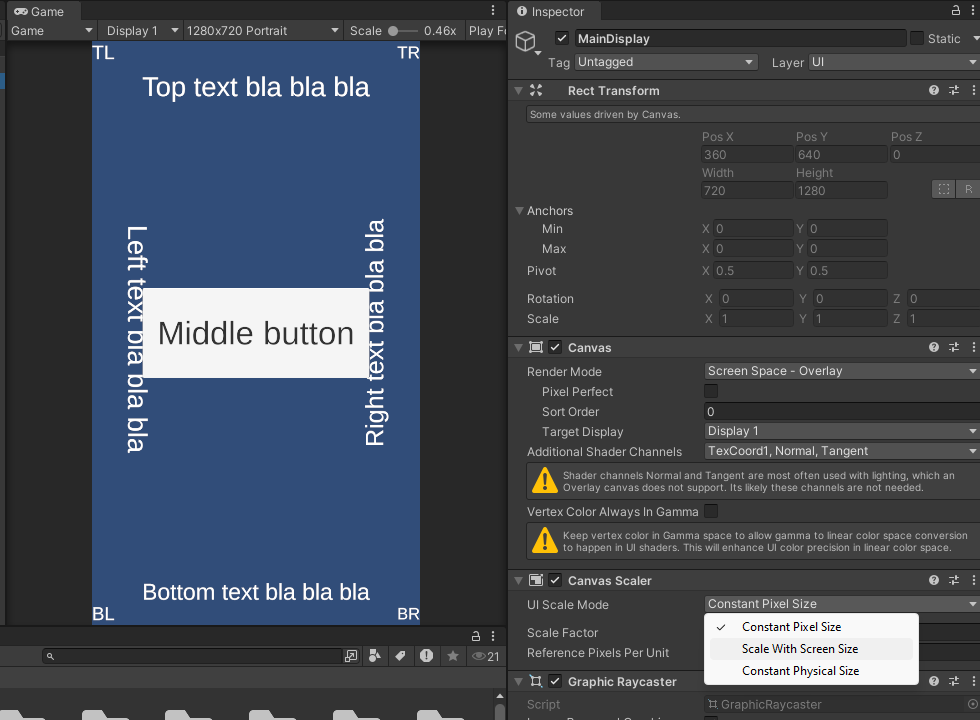 Game
Inspector
Game
Display 1
1280x720 Portrait
Scale
0.46x
Play F
MainDisplay
Static
Tag
Untagged
Layer
UI
TL
TR
Top text bla bla bla
Left text bla bla bla
Right text bla bla bla
Middle button
Bottom text bla bla bla
BL
BR
21
Rect Transform
Some values driven by Canvas.
Pos X
Pos Y
Pos Z
360
640
0
Width
Height
720
1280
R
Anchors
Min
X 0
Y 0
Max
X 0
Y 0
Pivot
X 0.5
Y 0.5
Rotation
X 0
Y 0
Z 0
Scale
X 1
Y 1
Z 1
Canvas
Render Mode
Screen Space - Overlay
Pixel Perfect
Sort Order
0
Target Display
Display 1
Additional Shader Channels
TexCoord1, Normal, Tangent
Shader channels Normal and Tangent are most often used with lighting, which an
Overlay canvas does not support. Its likely these channels are not needed.
Vertex Color Always In Gamma
Keep vertex color in Gamma space to allow gamma to linear color space conversion
to happen in UI shaders. This will enhance UI color precision in linear color space.
Canvas Scaler
UI Scale Mode
Constant Pixel Size
Scale Factor
Reference Pixels Per Unit
Constant Pixel Size
Scale With Screen Size
Constant Physical Size
Graphic Raycaster
Script
GraphicRaycaster